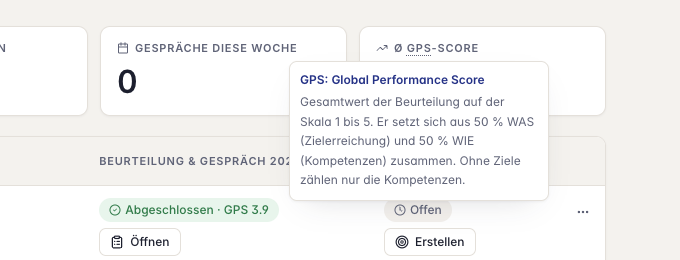 N
GESPRÄCHE DIESE WOCHE
Ø GPS-SCORE
0
GPS: Global Performance Score
Gesamtwert der Beurteilung auf der
Skala 1 bis 5. Er setzt sich aus 50 % WAS
(Zielerreichung) und 50 % WIE
(Kompetenzen) zusammen. Ohne Ziele
zählen nur die Kompetenzen.
BEURTEILUNG & GESPRÄCH 202
Abgeschlossen · GPS 3.9
Offen
...
Öffnen
Erstellen